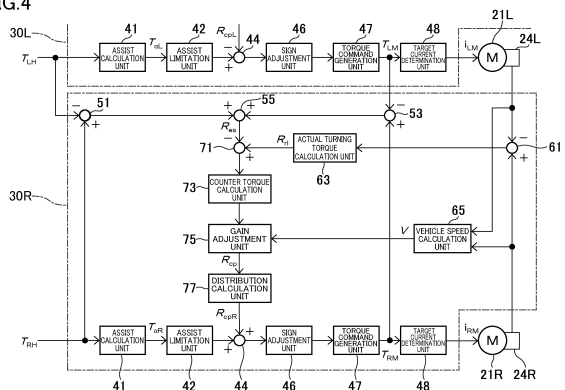 FIG.4
30L
41
42
R_cpL
44
46
47
48
21L
24L
T_LH
ASSIST CALCULATION UNIT
T_αL
ASSIST LIMITATION UNIT
−
+
SIGN ADJUSTMENT UNIT
TORQUE COMMAND GENERATION UNIT
T_LM
TARGET CURRENT DETERMINATION UNIT
i_LM
M
−
+
51
+
+
55
−
+
53
R_es
−
+
71
R_rl
ACTUAL TURNING TORQUE CALCULATION UNIT
63
−
+
61
30R
73
COUNTER TORQUE CALCULATION UNIT
75
GAIN ADJUSTMENT UNIT
V
65
VEHICLE SPEED CALCULATION UNIT
R_cp
77
DISTRIBUTION CALCULATION UNIT
R_cpR
T_RH
ASSIST CALCULATION UNIT
T_αR
ASSIST LIMITATION UNIT
+
+
SIGN ADJUSTMENT UNIT
TORQUE COMMAND GENERATION UNIT
T_RM
TARGET CURRENT DETERMINATION UNIT
i_RM
M
41
42
44
46
47
48
21R
24R